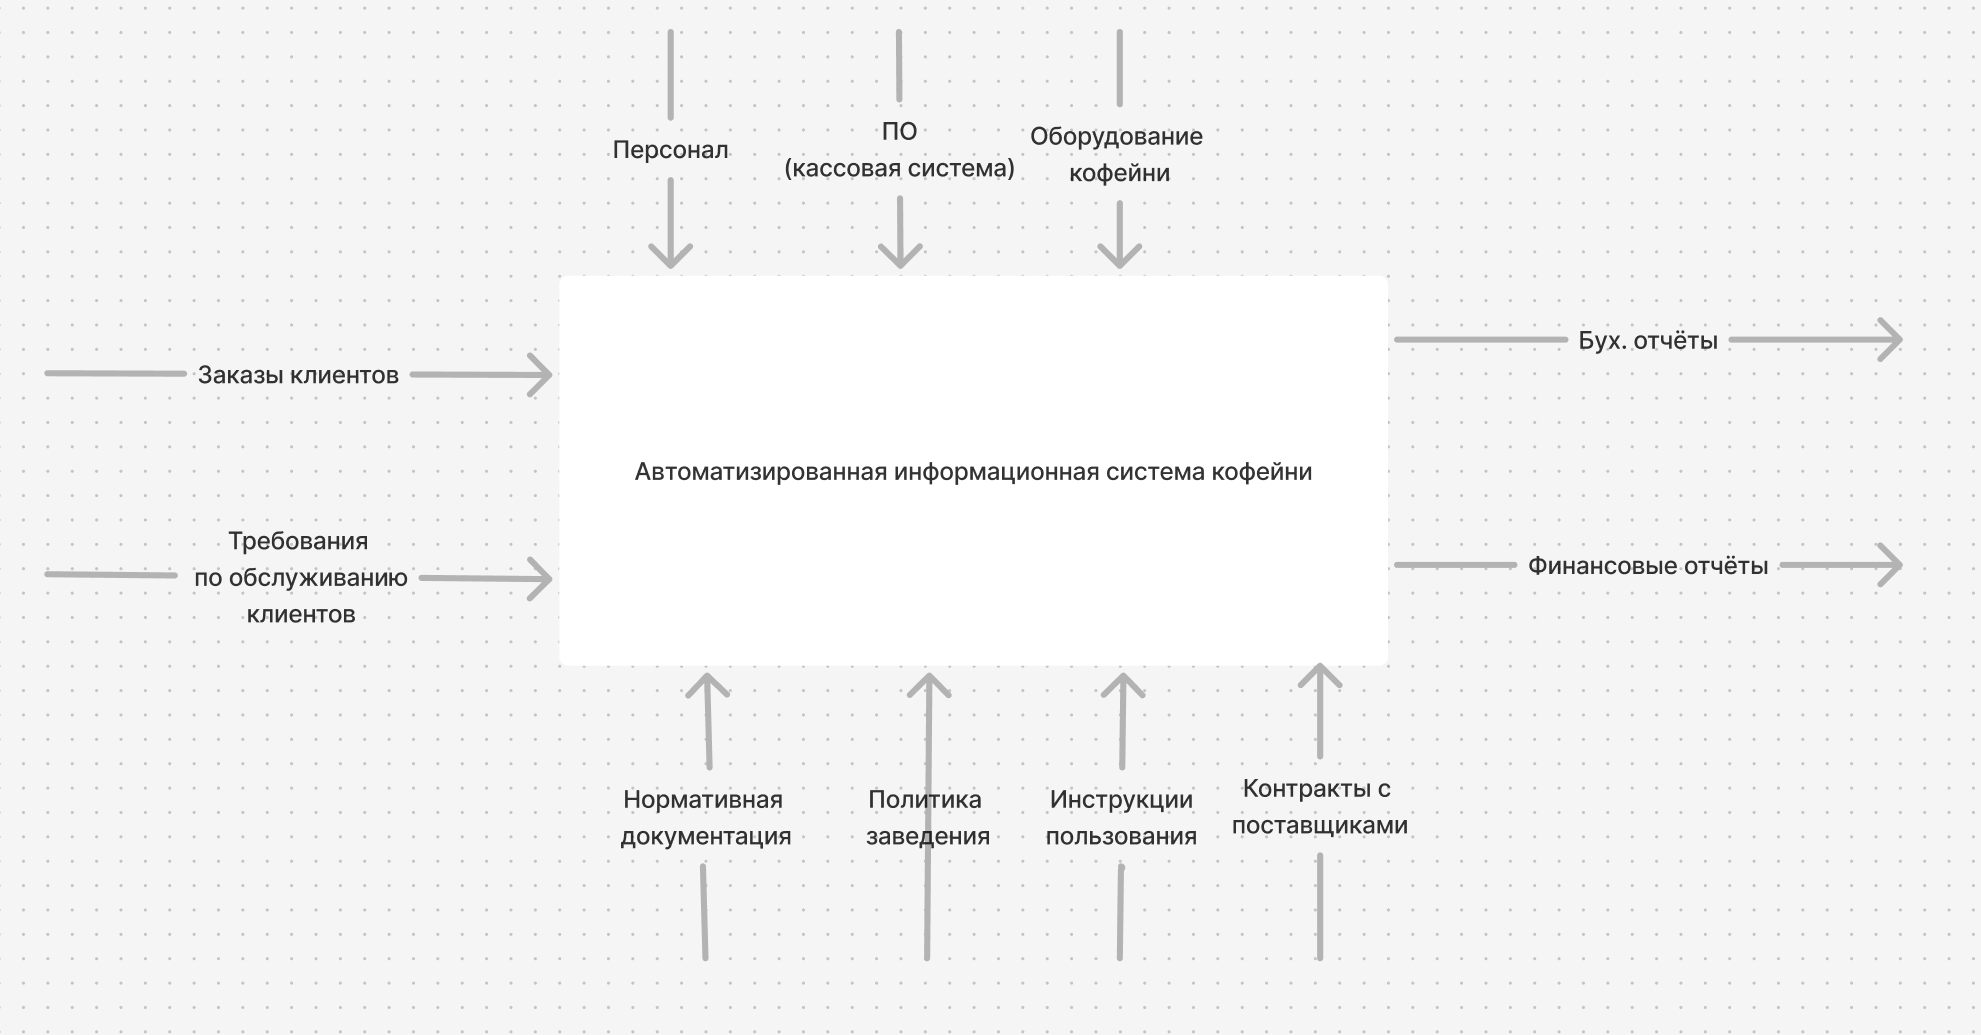 Персонал
ПО
(кассовая система)
Оборудование
кофейни
Заказы клиентов
Бух. отчёты
Автоматизированная информационная система кофейни
Требования
по обслуживанию
клиентов
Финансовые отчёты
Нормативная
документация
Политика
заведения
Инструкции
пользования
Контракты с
поставщиками